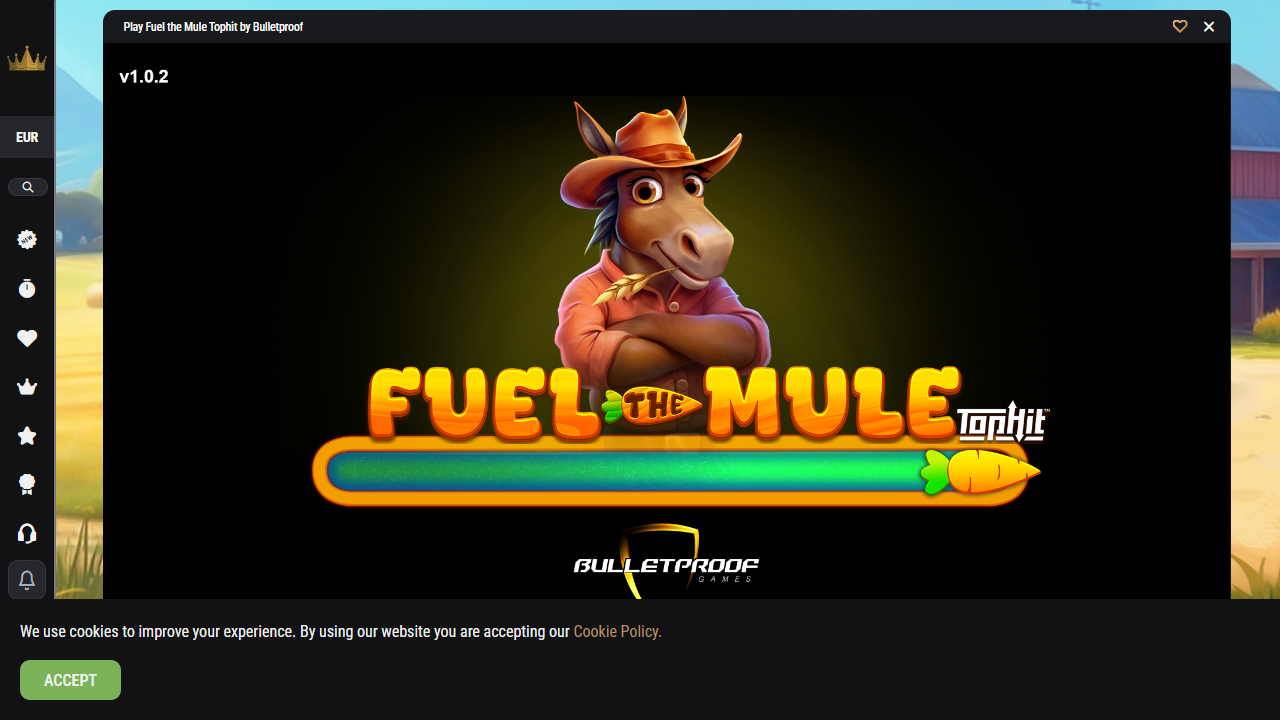 Play Fuel the Mule Tophit by Bulletproof
v1.0.2
EUR
NEW
FUEL THE MULE
TopHit™
BULLETPROOF
GAMES
We use cookies to improve your experience. By using our website you are accepting our Cookie Policy.
ACCEPT